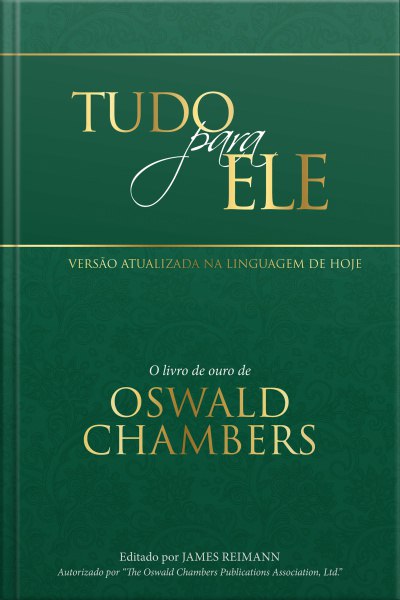 TUDO
para
ELE
VERSÃO ATUALIZADA NA LINGUAGEM DE HOJE
O livro de ouro de
OSWALD
CHAMBERS
Editado por JAMES REIMANN
Autorizado por “The Oswald Chambers Publications Association, Ltd.”